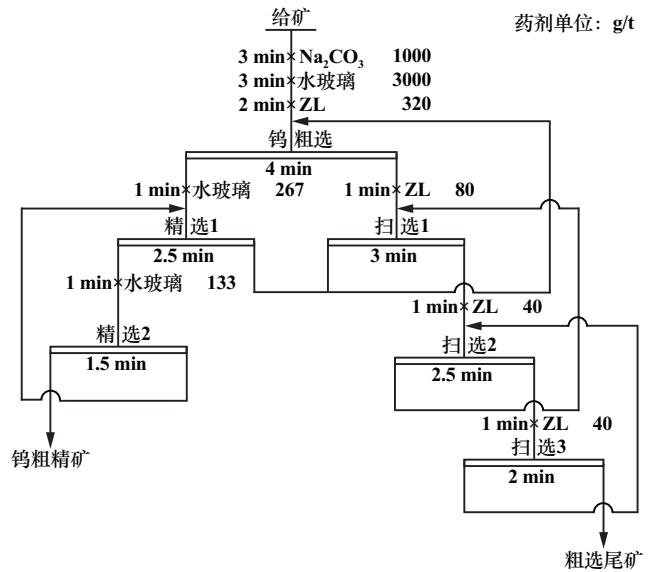 给矿
药剂单位：g/t
3 min×Na₂CO₃ 1000
3 min×水玻璃 3000
2 min×ZL 320
钨粗选
4 min
1 min×水玻璃 267
1 min×ZL 80
精选1
扫选1
2.5 min
3 min
1 min×水玻璃 133
1 min×ZL 40
精选2
扫选2
1.5 min
2.5 min
1 min×ZL 40
扫选3
钨粗精矿
2 min
粗选尾矿